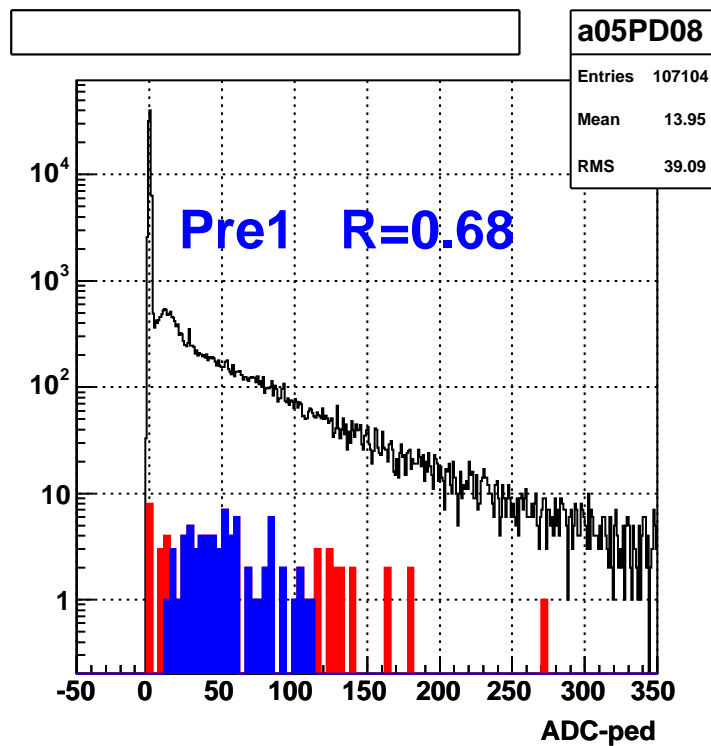 a05PD08
Entries 107104
Mean 13.95
RMS 39.09
Pre1 R=0.68
10^4
10^3
10^2
10
1
-50 0 50 100 150 200 250 300 350
ADC-ped